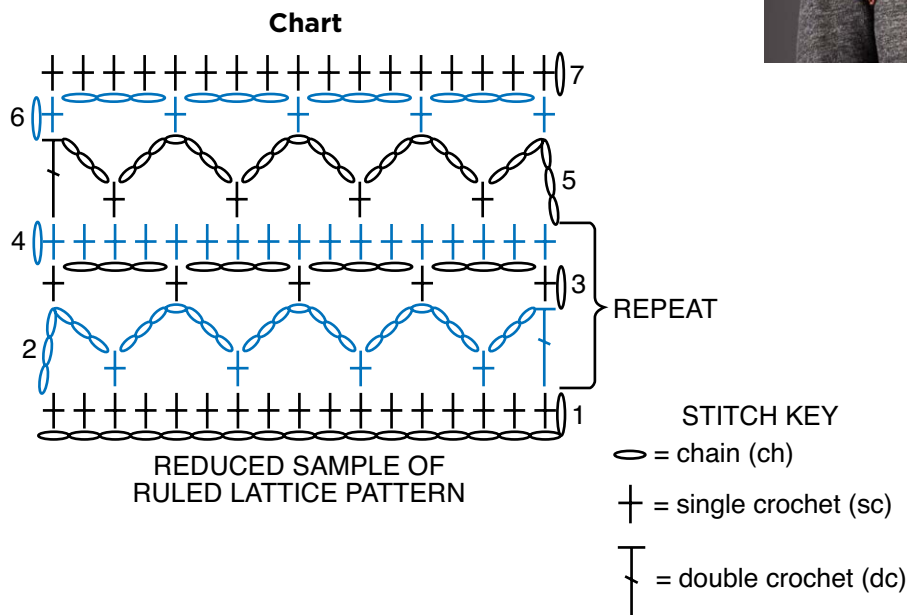 Chart
7
6
5
4
3
REPEAT
2
1
REDUCED SAMPLE OF
RULED LATTICE PATTERN
STITCH KEY
= chain (ch)
= single crochet (sc)
= double crochet (dc)